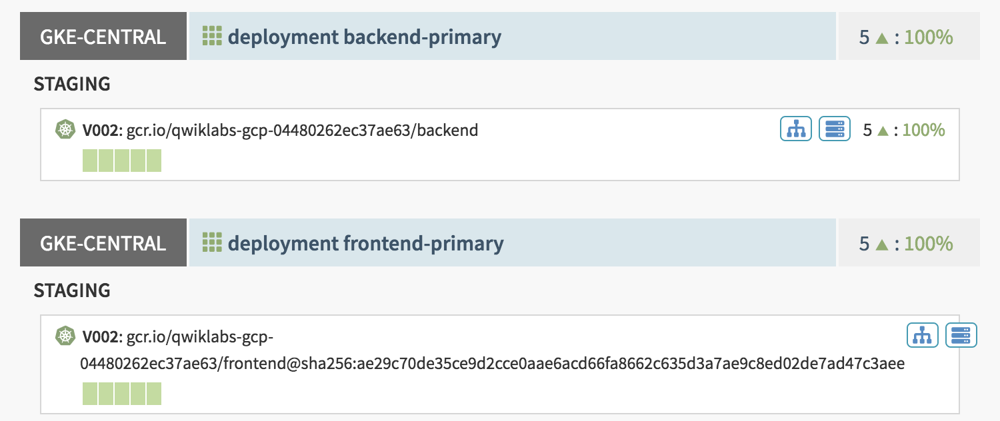 GKE-CENTRAL deployment backend-primary 5 ▲ : 100%
STAGING
V002: gcr.io/qwiklabs-gcp-04480262ec37ae63/backend 5 ▲ : 100%
GKE-CENTRAL deployment frontend-primary 5 ▲ : 100%
STAGING
V002: gcr.io/qwiklabs-gcp-
04480262ec37ae63/frontend@sha256:ae29c70de35ce9d2cce0aae6acd66fa8662c635d3a7ae9c8ed02de7ad47c3aee